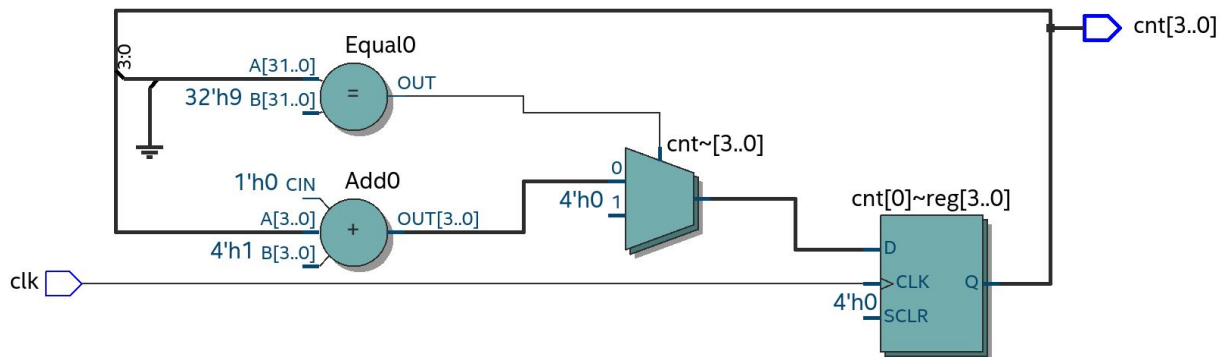 cnt[3..0]
3:0
Equal0
A[31..0]
OUT
=
32'h9 B[31..0]
cnt~[3..0]
0
1'h0 CIN
Add0
4'h0 1
cnt[0]~reg[3..0]
A[3..0]
+
OUT[3..0]
4'h1 B[3..0]
D
clk
CLK
Q
4'h0
SCLR